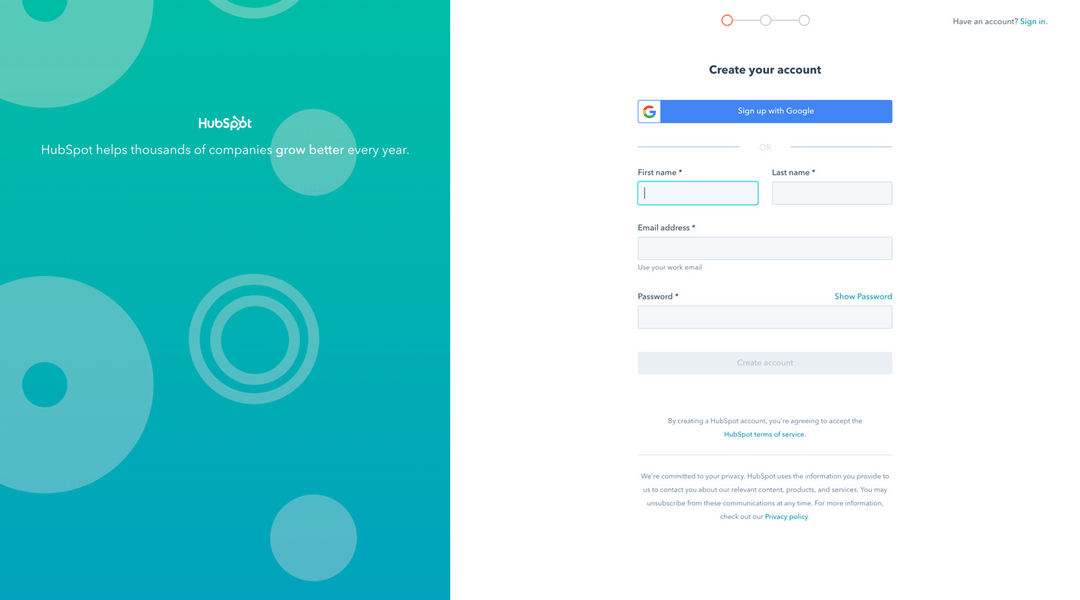 HubSpot
HubSpot helps thousands of companies grow better every year.
Have an account? Sign in.
Create your account
Sign up with Google
OR
First name *
Last name *
Email address *
Use your work email
Password *
Show Password
Create account
By creating a HubSpot account, you're agreeing to accept the
HubSpot terms of service.
We're committed to your privacy. HubSpot uses the information you provide to
us to contact you about our relevant content, products, and services. You may
unsubscribe from these communications at any time. For more information,
check out our Privacy policy.